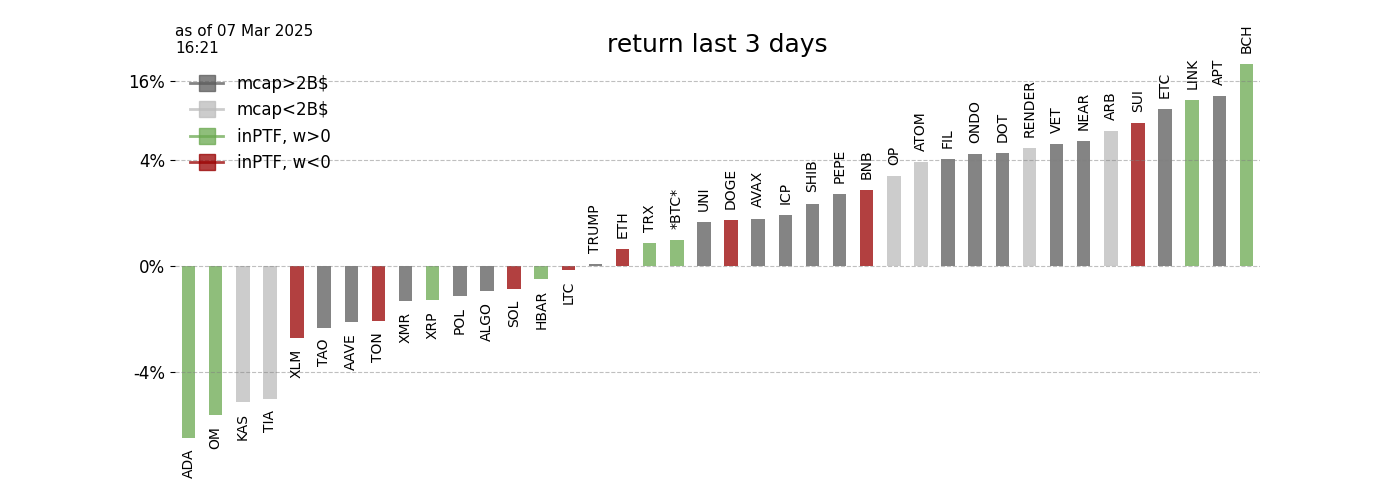 as of 07 Mar 2025
16:21
return last 3 days
mcap>2B$
mcap<2B$
inPTF, w>0
inPTF, w<0
16%
4%
0%
-4%
ADA
OM
KAS
TIA
XLM
TAO
AAVE
TON
XMR
XRP
POL
ALGO
SOL
HBAR
LTC
TRUMP
ETH
TRX
*BTC*
UNI
DOGE
AVAX
ICP
SHIB
PEPE
BNB
OP
ATOM
FIL
ONDO
DOT
RENDER
VET
NEAR
ARB
SUI
ETC
LINK
APT
BCH